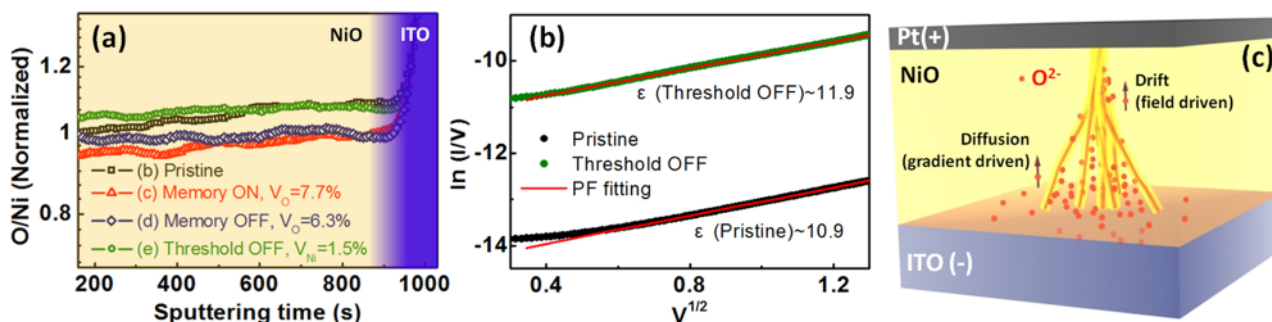 (a)
NiO
ITO
O/Ni (Normalized)
1.2
1
0.8
(b) Pristine
(c) Memory ON, V_O=7.7%
(d) Memory OFF, V_O=6.3%
(e) Threshold OFF, V_Ni=1.5%
200 400 600 800 1000
Sputtering time (s)
(b)
ln (I/V)
-10
-12
-14
ε (Threshold OFF)~11.9
Pristine
Threshold OFF
PF fitting
ε (Pristine)~10.9
0.4 0.8 1.2
V^1/2
Pt(+)
(c)
NiO
O^2-
Drift
(field driven)
Diffusion
(gradient driven)
ITO (-)